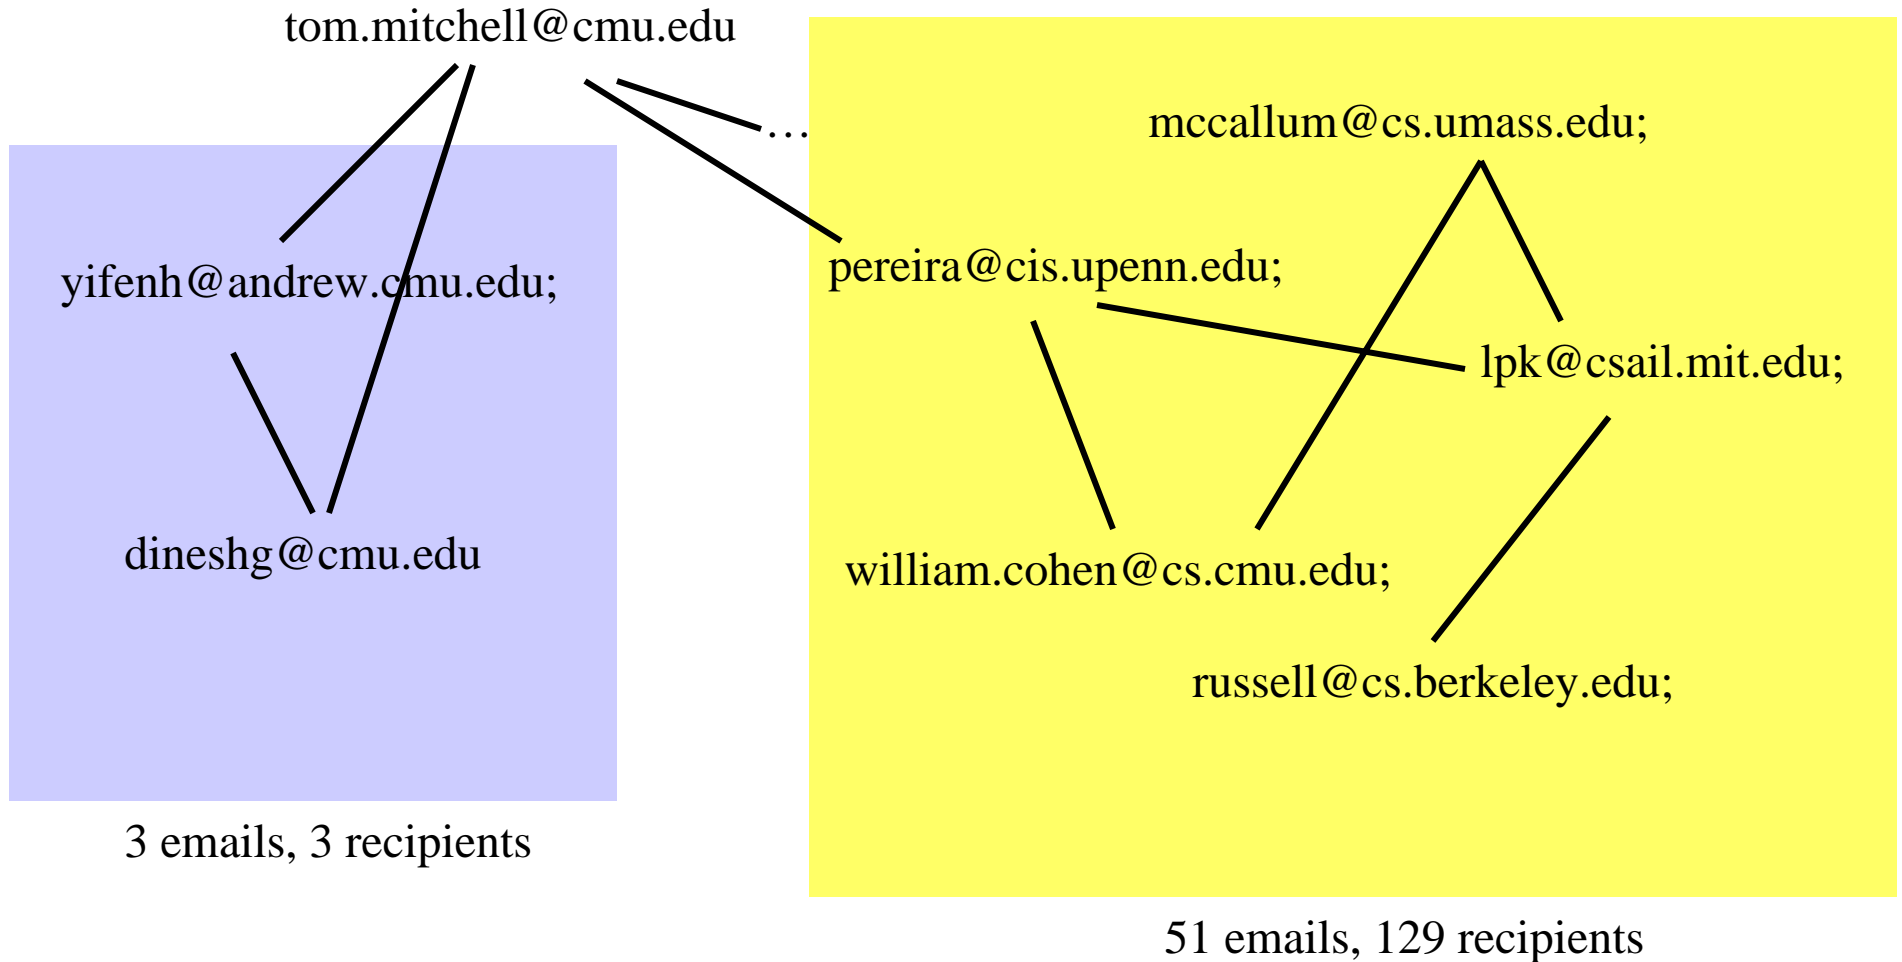 tom.mitchell@cmu.edu
…
mccallum@cs.umass.edu;
yifenh@andrew.cmu.edu;
pereira@cis.upenn.edu;
lpk@csail.mit.edu;
dineshg@cmu.edu
william.cohen@cs.cmu.edu;
russell@cs.berkeley.edu;
3 emails, 3 recipients
51 emails, 129 recipients